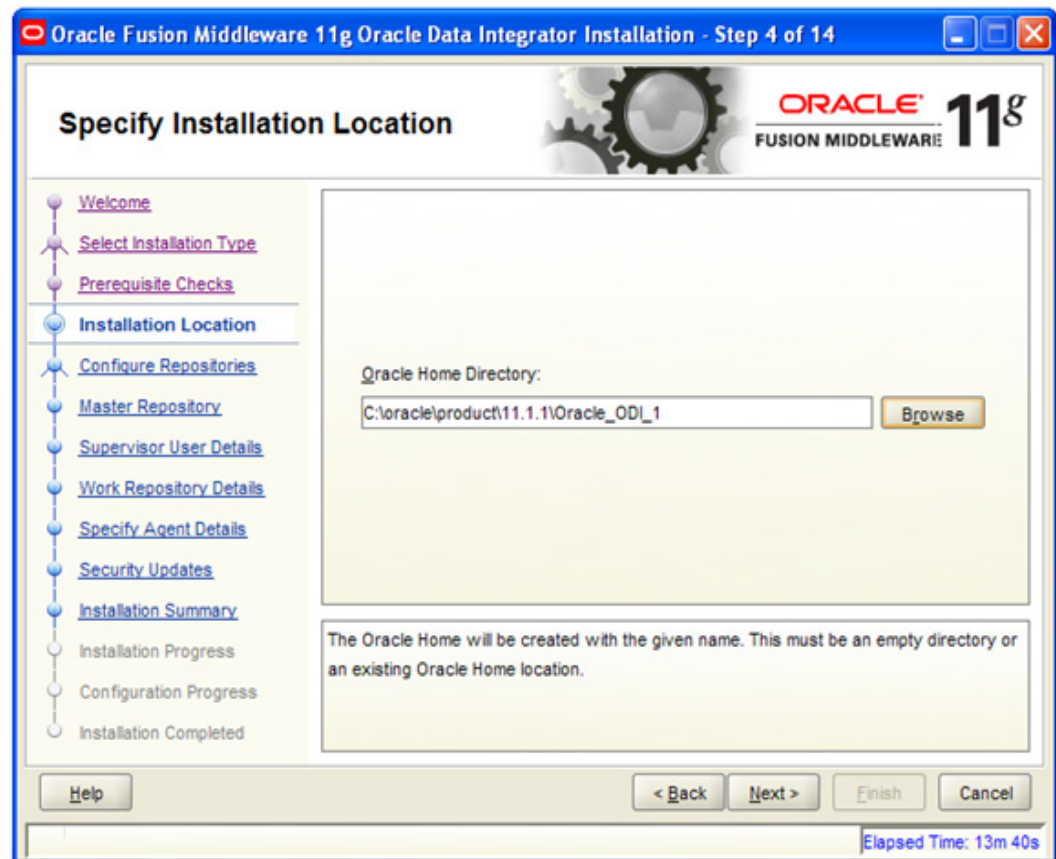 Oracle Fusion Middleware 11g Oracle Data Integrator Installation - Step 4 of 14
Specify Installation Location
ORACLE
FUSION MIDDLEWARE
11g
Welcome
Select Installation Type
Prerequisite Checks
Installation Location
Configure Repositories
Master Repository
Supervisor User Details
Work Repository Details
Specify Agent Details
Security Updates
Installation Summary
Installation Progress
Configuration Progress
Installation Completed
Oracle Home Directory:
C:\oracle\product\11.1.1\Oracle_ODI_1
Browse
The Oracle Home will be created with the given name. This must be an empty directory or
an existing Oracle Home location.
Help
< Back
Next >
Finish
Cancel
Elapsed Time: 13m 40s